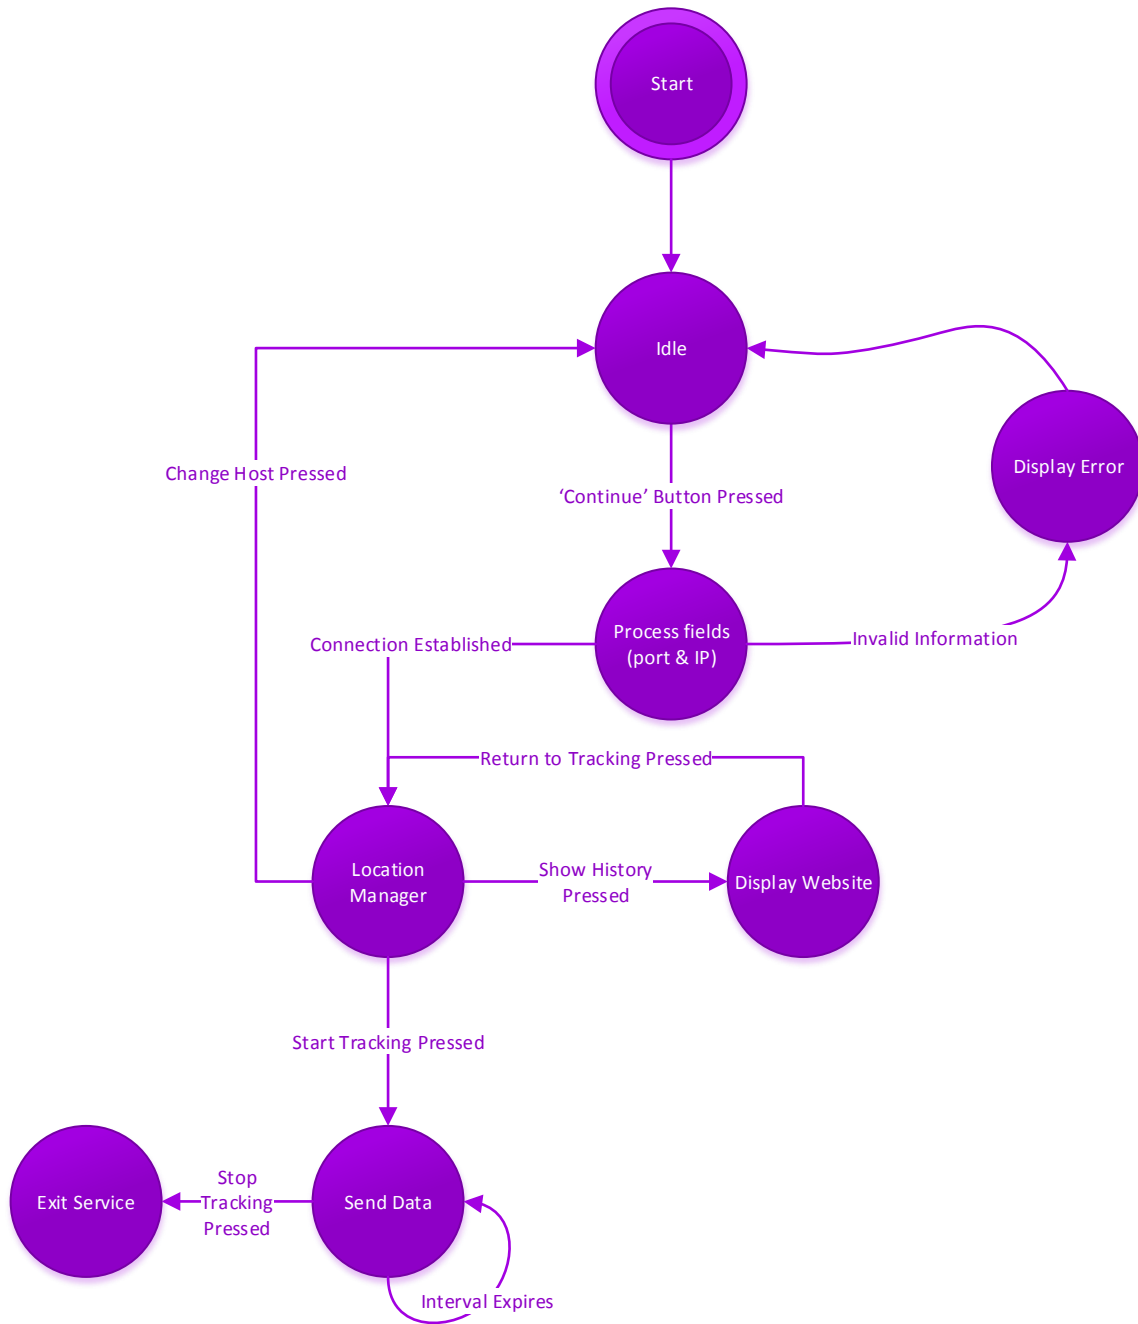 Start
Idle
Display Error
Change Host Pressed
‘Continue’ Button Pressed
Process fields
(port & IP)
Connection Established
Invalid Information
Return to Tracking Pressed
Location
Manager
Show History
Pressed
Display Website
Start Tracking Pressed
Exit Service
Stop
Tracking
Pressed
Send Data
Interval Expires